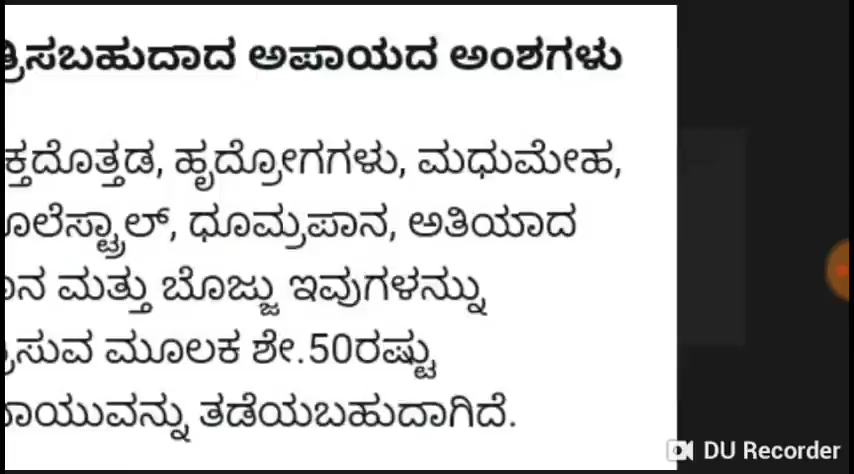 ಅಪಾಯದ ಅಂಶಗಳು
ಹೃದ್ರೋಗಗಳು, ಮಧುಮೇಹ,
ಧೂಮ್ರಪಾನ, ಅತಿಯಾದ
ಮತ್ತು ಬೊಜ್ಜು ಇವುಗಳನ್ನು
ಮೂಲಕ ಶೇ.50ರಷ್ಟು
ತಡೆಯಬಹುದಾಗಿದೆ.
DU Recorder